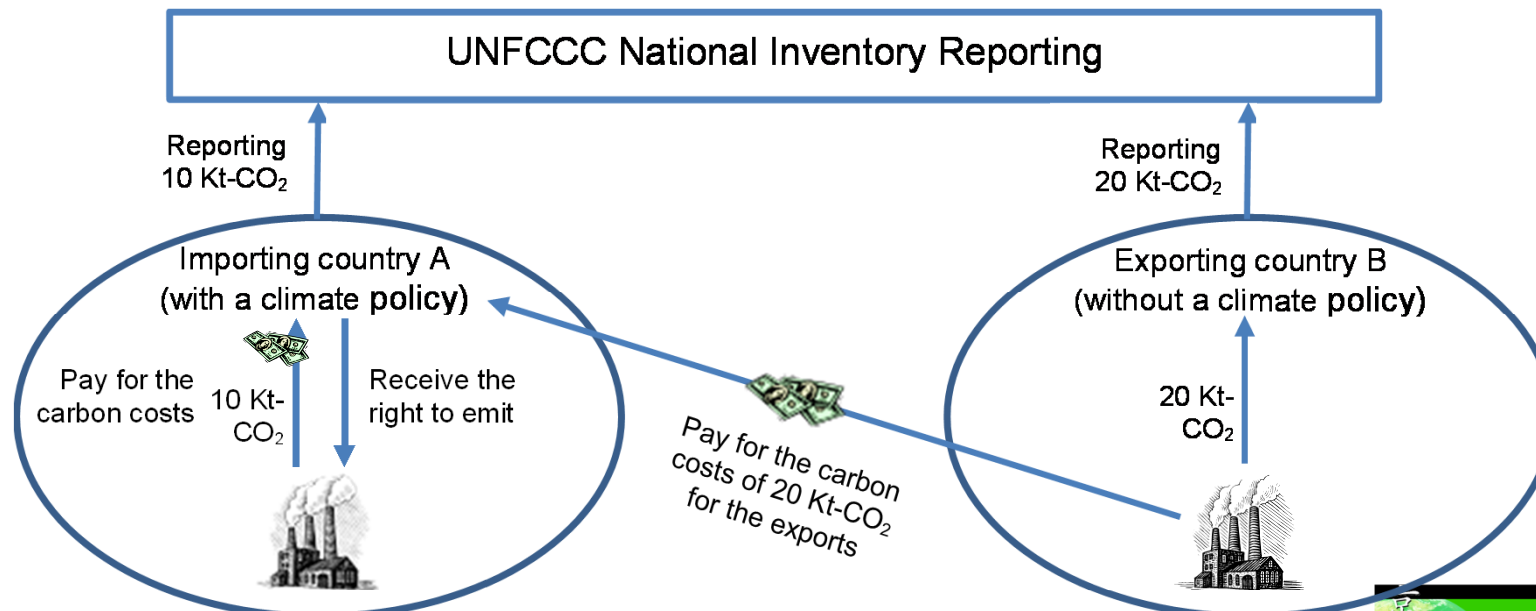 UNFCCC National Inventory Reporting
Reporting
10 Kt-CO₂
Reporting
20 Kt-CO₂
Importing country A
(with a climate policy)
Exporting country B
(without a climate policy)
Pay for the
carbon costs
10 Kt-
CO₂
Receive the
right to emit
Pay for the carbon
costs of 20 Kt-CO₂
for the exports
20 Kt-
CO₂